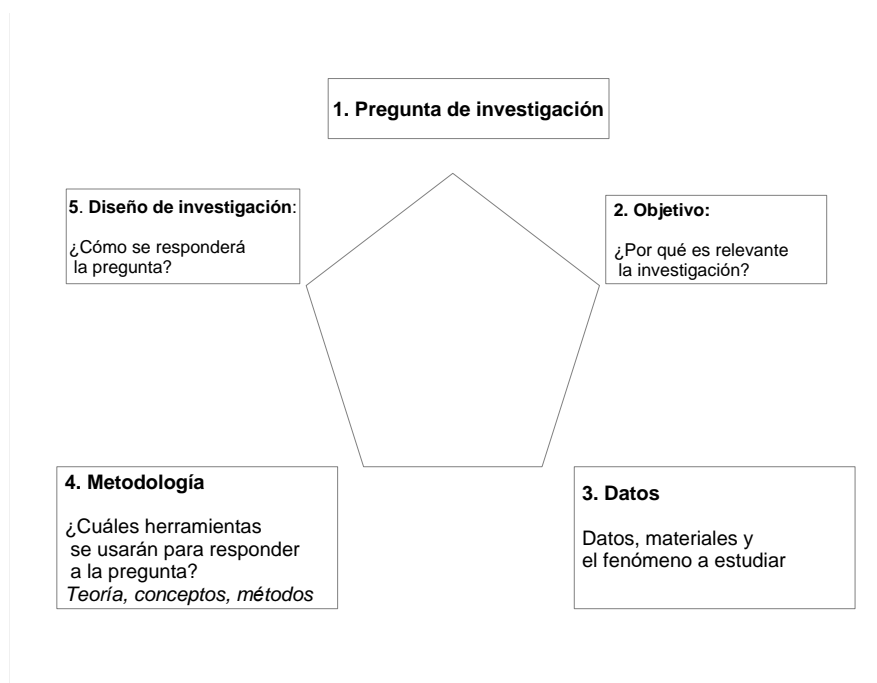 1. Pregunta de investigación
5. Diseño de investigación:
¿Cómo se responderá
la pregunta?
2. Objetivo:
¿Por qué es relevante
la investigación?
4. Metodología
¿Cuáles herramientas
se usarán para responder
a la pregunta?
Teoría, conceptos, métodos
3. Datos
Datos, materiales y
el fenómeno a estudiar